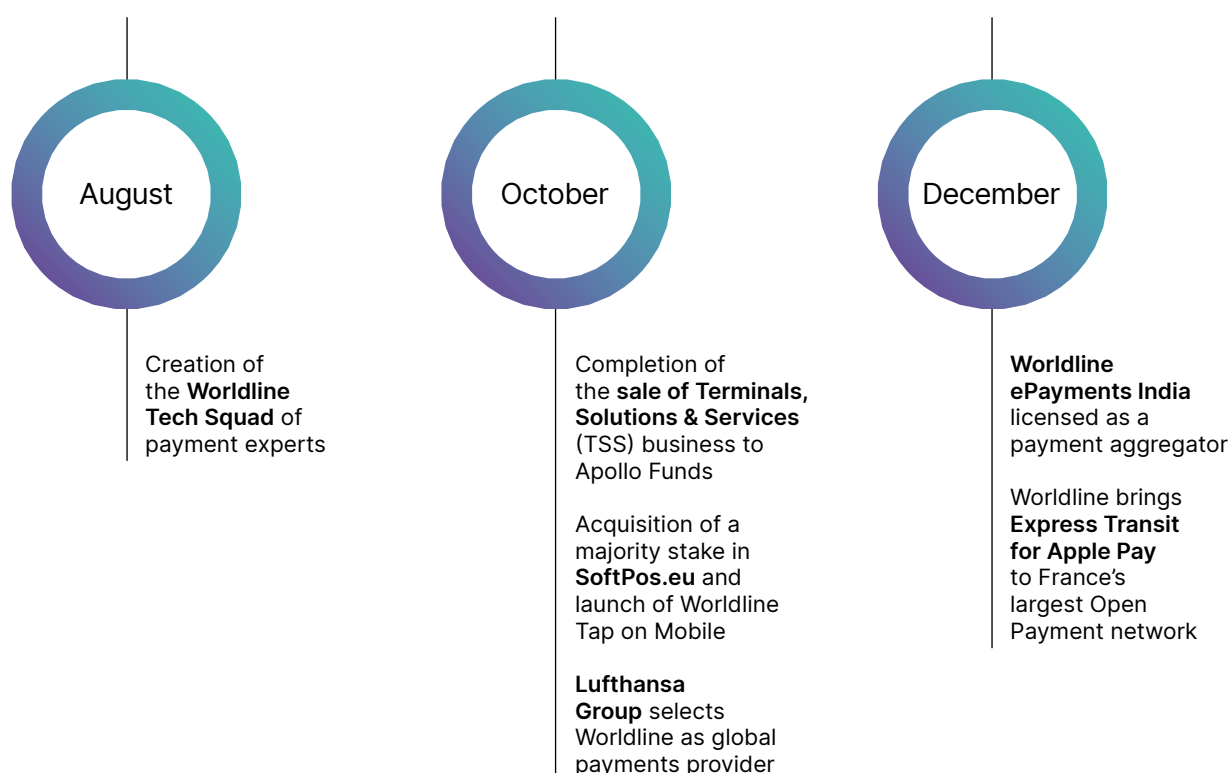 August
Creation of
the Worldline
Tech Squad of
payment experts
October
Completion of
the sale of Terminals,
Solutions & Services
(TSS) business to
Apollo Funds
Acquisition of a
majority stake in
SoftPos.eu and
launch of Worldline
Tap on Mobile
Lufthansa
Group selects
Worldline as global
payments provider
December
Worldline
ePayments India
licensed as a
payment aggregator
Worldline brings
Express Transit
for Apple Pay
to France’s
largest Open
Payment network